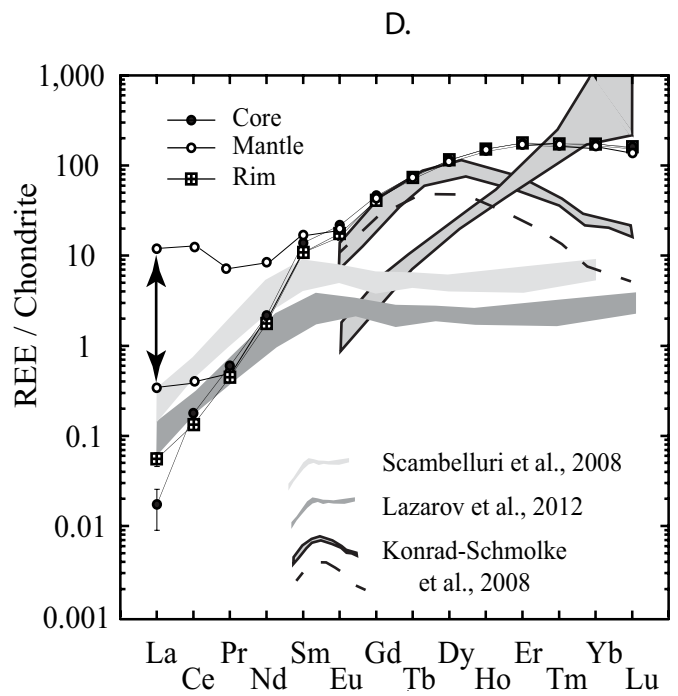 D.
1,000
100
10
1
0.1
0.01
0.001
REE / Chondrite
Core
Mantle
Rim
Scambelluri et al., 2008
Lazarov et al., 2012
Konrad-Schmolke
et al., 2008
La Pr Sm Gd Dy Er Yb
Ce Nd Eu Tb Ho Tm Lu